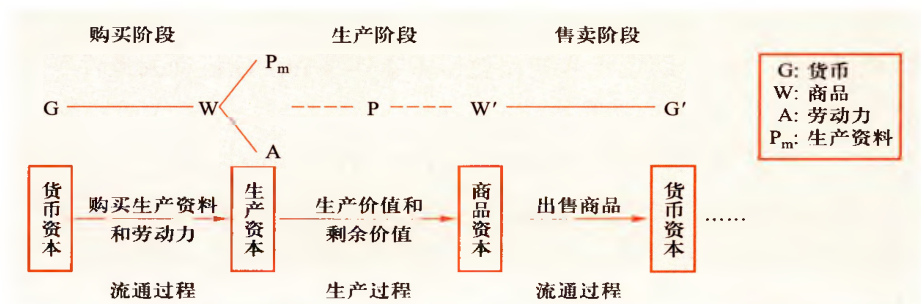 购买阶段 生产阶段 售卖阶段
Pm
G W P W′ G′
A
G: 货币
W: 商品
A: 劳动力
Pm: 生产资料
货币资本
购买生产资料
和劳动力
生产资本
生产价值和
剩余价值
商品资本
出售商品
货币资本
……
流通过程 生产过程 流通过程